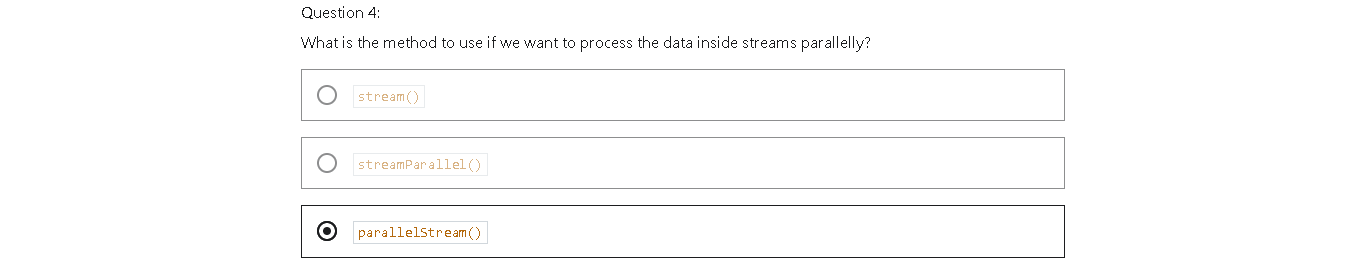 Question 4:
What is the method to use if we want to process the data inside streams parallelly?
stream()
streamParallel()
parallelStream()